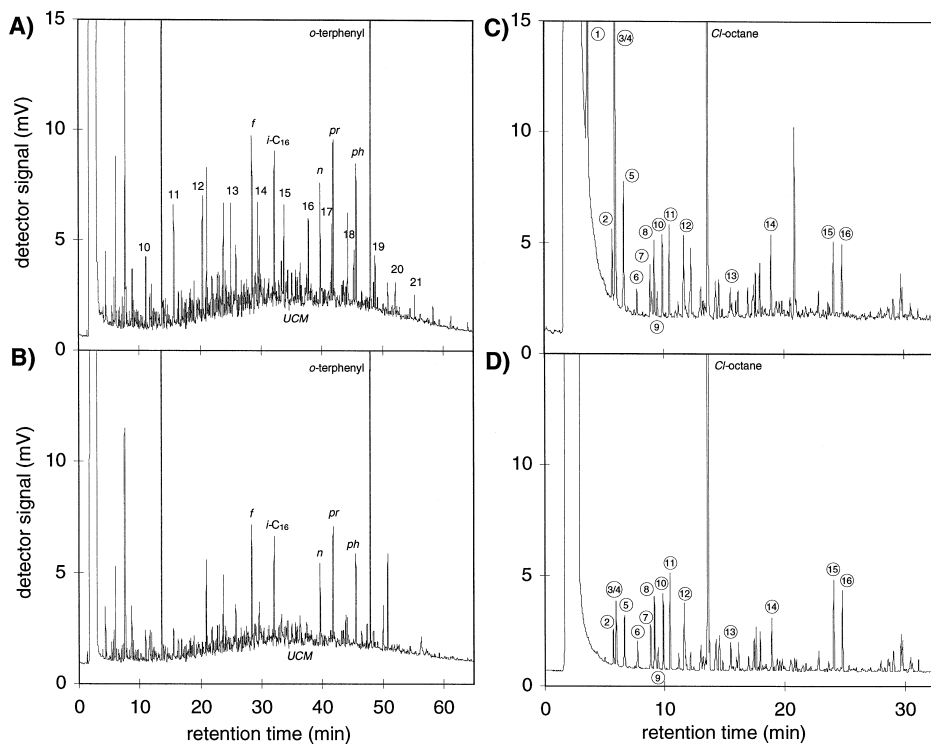 A)
15
10
5
0
detector signal (mV)
o-terphenyl
10
11
12
13
f
14
i-C16
15
16
n
17
pr
18
ph
19
20
21
UCM
B)
10
5
0
detector signal (mV)
o-terphenyl
f
i-C16
n
pr
ph
UCM
0 10 20 30 40 50 60
retention time (min)
C)
15
10
5
0
Cl-octane
1
3/4
5
2
6
7
8
9
10
11
12
13
14
15
16
D)
10
5
0
Cl-octane
2
3/4
5
6
7
8
9
10
11
12
13
14
15
16
0 10 20 30
retention time (min)